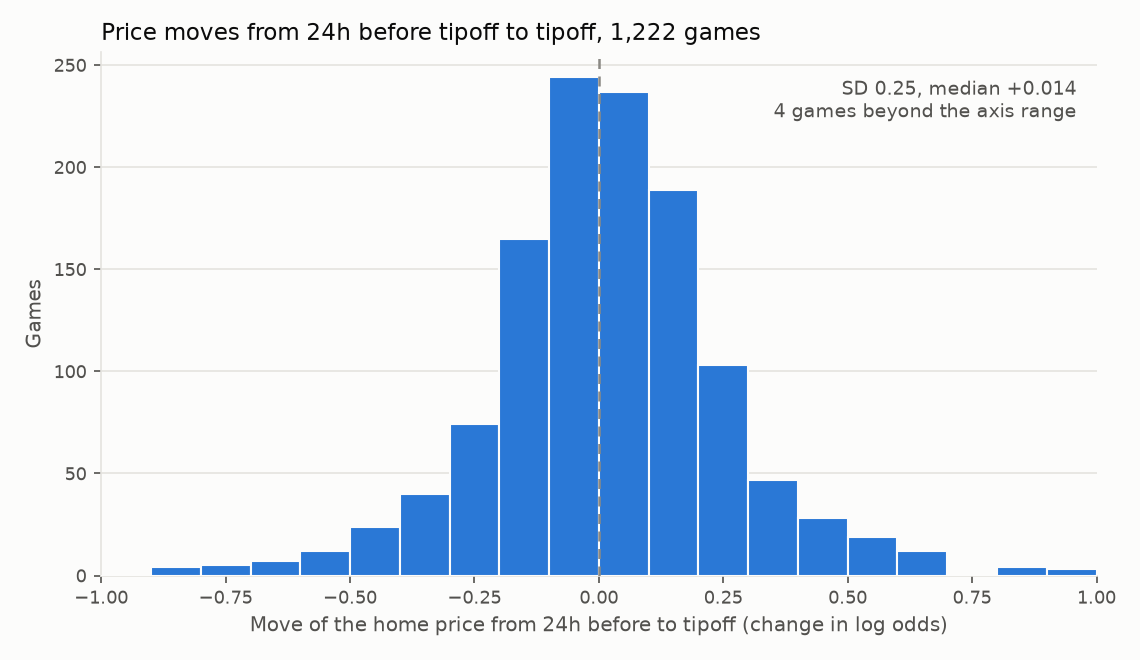 Price moves from 24h before tipoff to tipoff, 1,222 games
SD 0.25, median +0.014
4 games beyond the axis range
Games
250
200
150
100
50
0
−1.00 −0.75 −0.50 −0.25 0.00 0.25 0.50 0.75 1.00
Move of the home price from 24h before to tipoff (change in log odds)